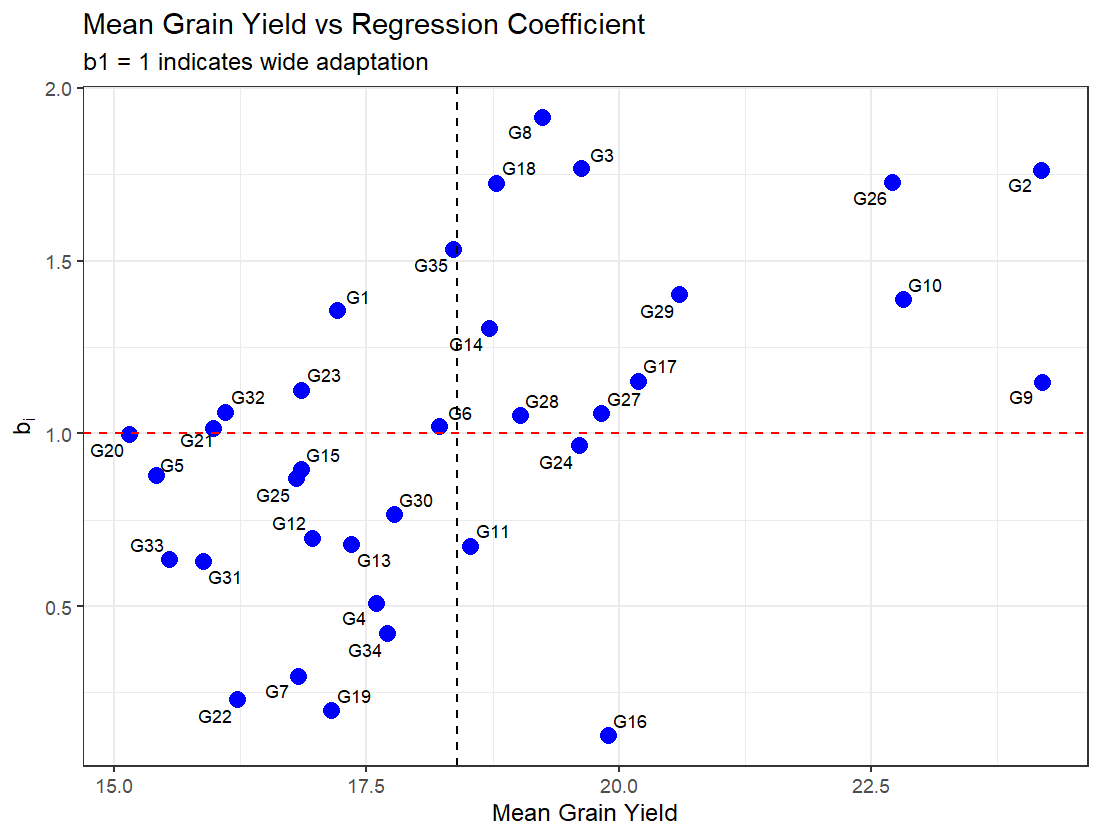 Mean Grain Yield vs Regression Coefficient
b1 = 1 indicates wide adaptation
2.0
G8
G3
G18
G26
G2
1.5
G35
G1
G10
G29
G14
G23
G17
G32
G28
G27
G9
G6
1.0
G21
G20
G24
G5
G15
G25
G30
G12
G11
G33
G13
G31
0.5
G4
G34
G7
G19
G22
G16
15.0
17.5
20.0
22.5
bi
Mean Grain Yield